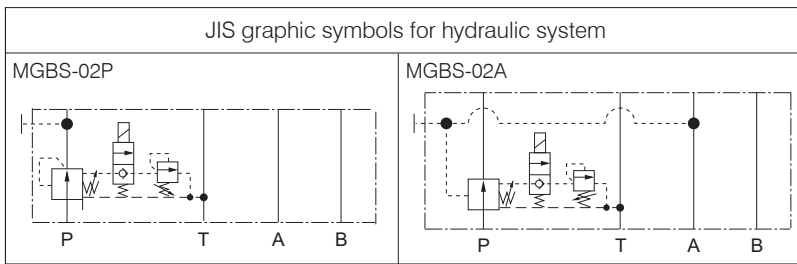 JIS graphic symbols for hydraulic system
MGBS-02P
MGBS-02A
P T A B
P T A B